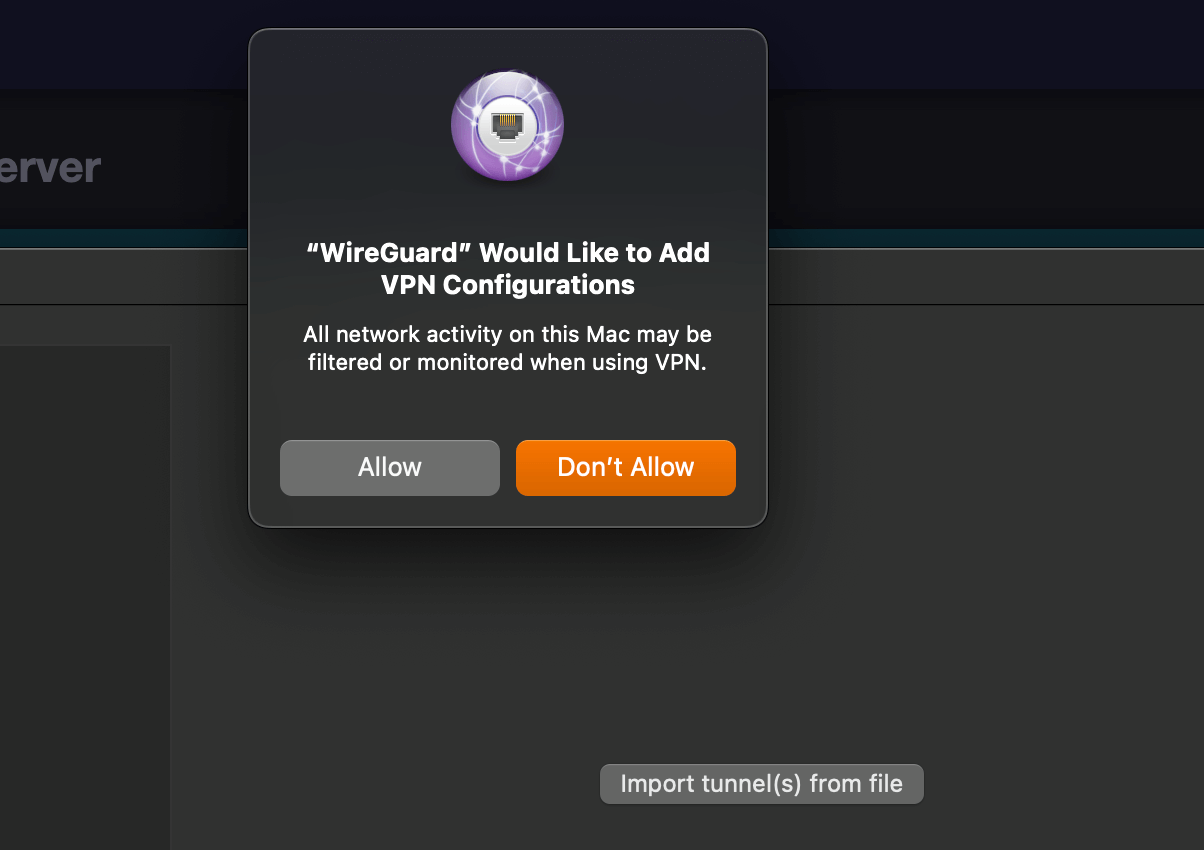 erver
“WireGuard” Would Like to Add
VPN Configurations
All network activity on this Mac may be
filtered or monitored when using VPN.
Allow
Don’t Allow
Import tunnel(s) from file